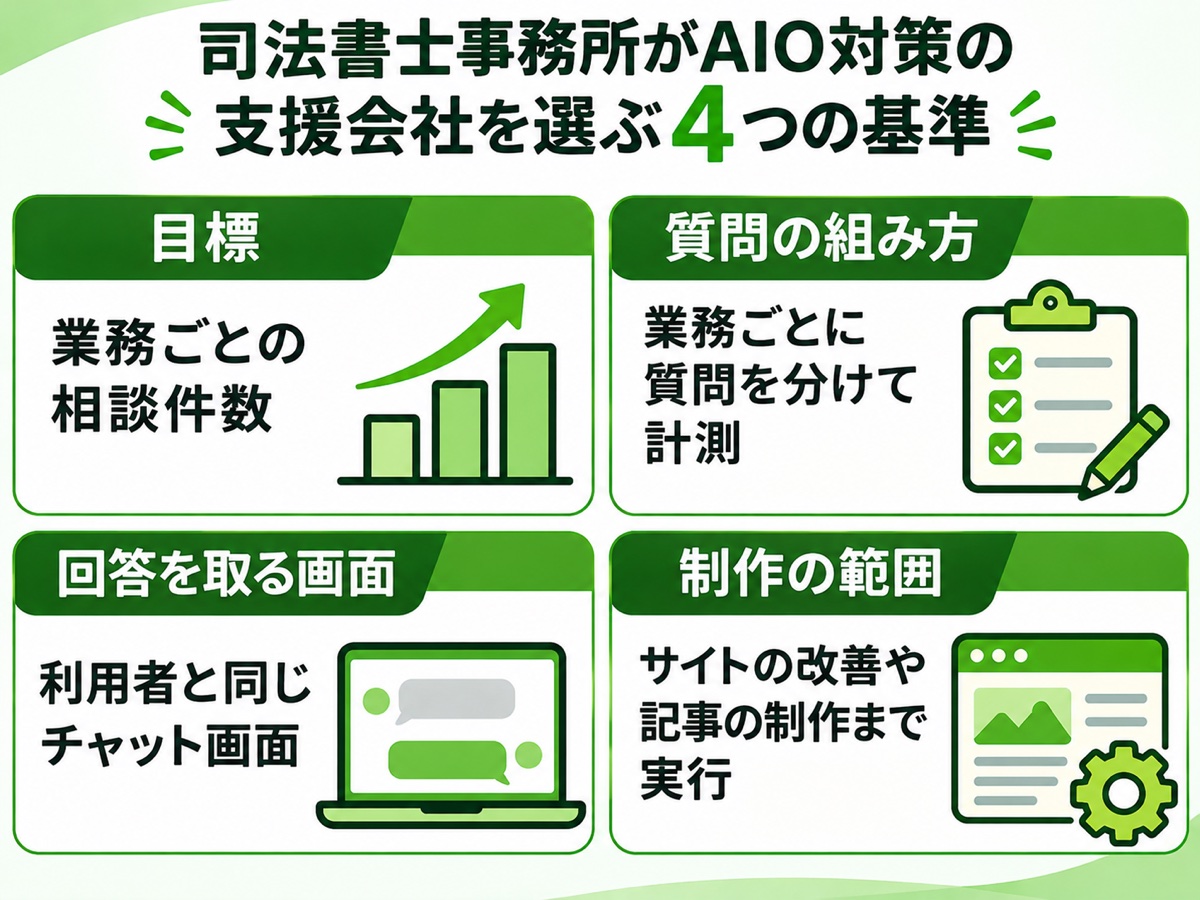 司法書士事務所がAIO対策の
支援会社を選ぶ4つの基準
目標
業務ごとの
相談件数
質問の組み方
業務ごとに
質問を分けて
計測
回答を取る画面
利用者と同じ
チャット画面
制作の範囲
サイトの改善や
記事の制作まで
実行